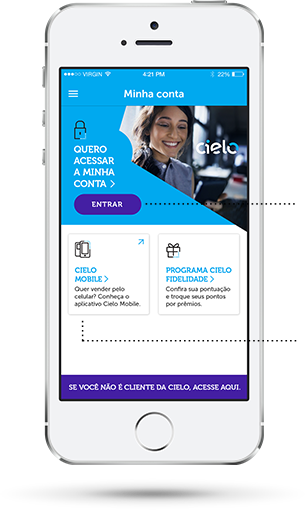 VIRGIN 4:21 PM 22%
Minha conta
QUERO
ACESSAR
A MINHA
CONTA >
cielo
ENTRAR
CIELO
MOBILE >
Quer vender pelo
celular? Conheça o
aplicativo Cielo Mobile.
PROGRAMA CIELO
FIDELIDADE >
Confira sua pontuação
e troque seus pontos
por prêmios.
SE VOCÊ NÃO É CLIENTE DA CIELO, ACESSE AQUI.